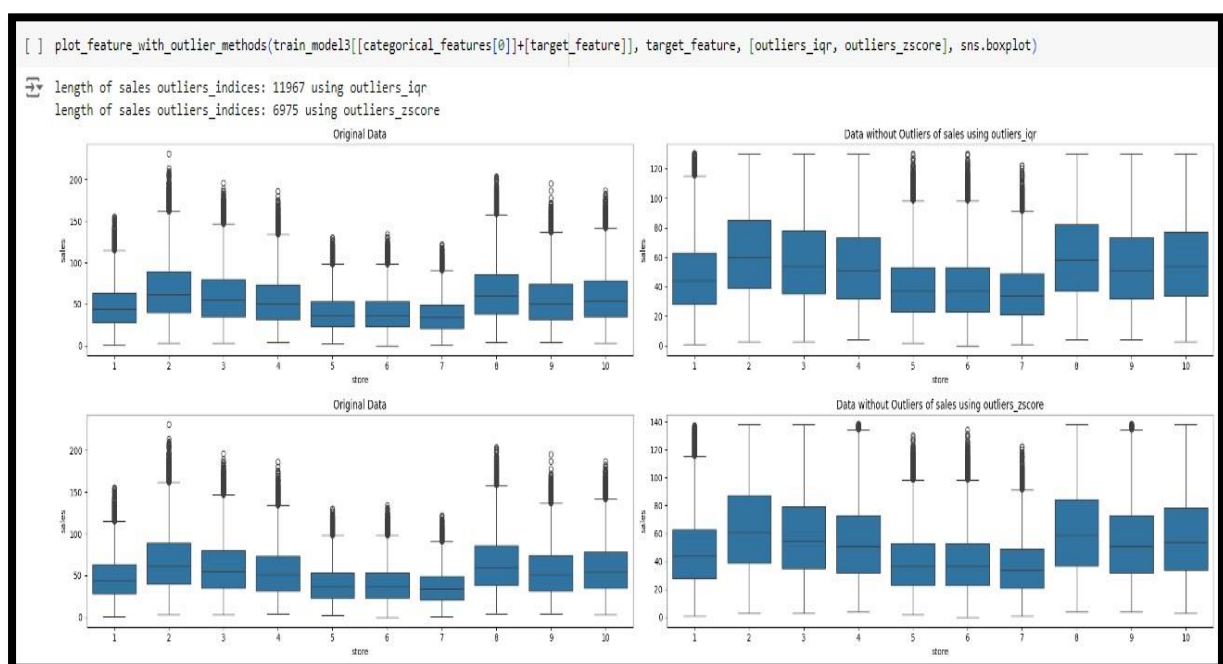 [ ] plot_feature_with_outlier_methods(train_model3[[categorical_features[0]]+[target_feature]], target_feature, [outliers_iqr, outliers_zscore], sns.boxplot)
length of sales outliers_indices: 11967 using outliers_iqr
length of sales outliers_indices: 6975 using outliers_zscore
Original Data
200
150
100
50
0
sales
1 2 3 4 5 6 7 8 9 10
store
Data without Outliers of sales using outliers_iqr
120
100
80
60
40
20
0
sales
1 2 3 4 5 6 7 8 9 10
store
Original Data
200
150
100
50
0
sales
1 2 3 4 5 6 7 8 9 10
store
Data without Outliers of sales using outliers_zscore
140
120
100
80
60
40
20
0
sales
1 2 3 4 5 6 7 8 9 10
store